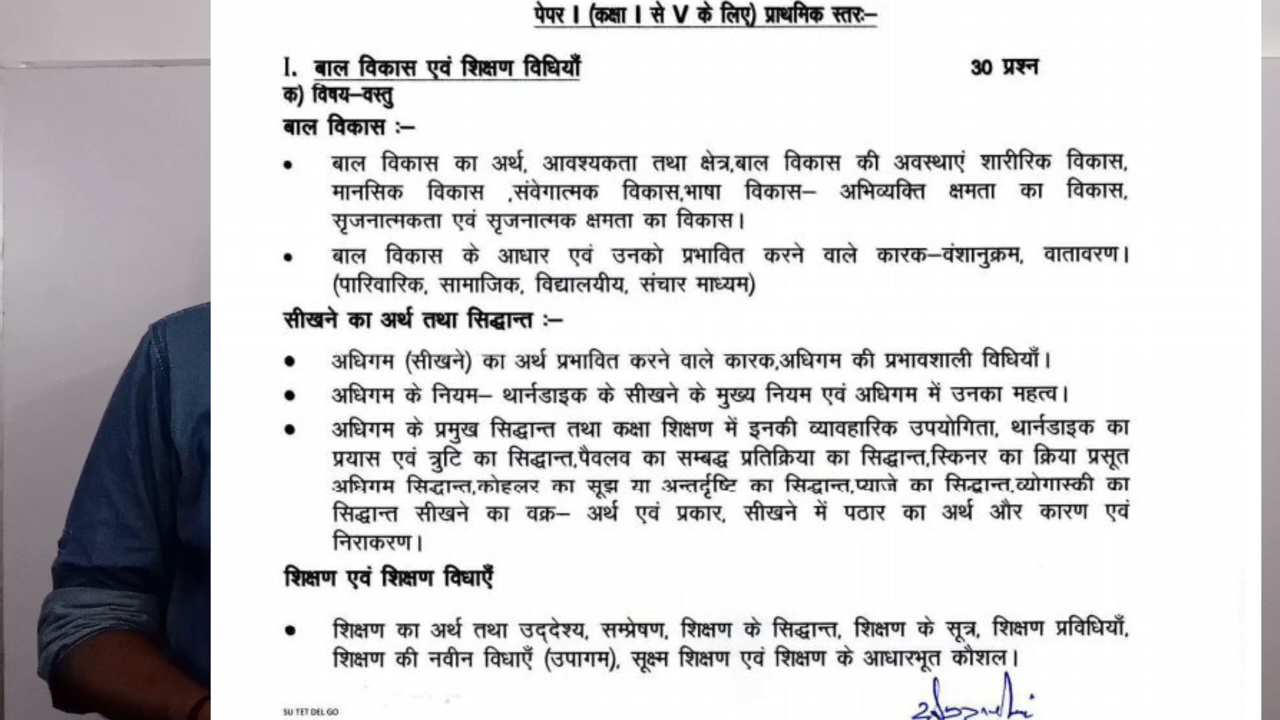 पेपर I (कक्षा I से V के लिए) प्राथमिक स्तरः–
I. बाल विकास एवं शिक्षण विधियाँ 30 प्रश्न
क) विषय–वस्तु
बाल विकास :–
• बाल विकास का अर्थ, आवश्यकता तथा क्षेत्र,बाल विकास की अवस्थाएं शारीरिक विकास,
मानसिक विकास ,संवेगात्मक विकास,भाषा विकास– अभिव्यक्ति क्षमता का विकास,
सृजनात्मकता एवं सृजनात्मक क्षमता का विकास।
• बाल विकास के आधार एवं उनको प्रभावित करने वाले कारक–वंशानुक्रम, वातावरण।
(पारिवारिक, सामाजिक, विद्यालयीय, संचार माध्यम)
सीखने का अर्थ तथा सिद्धान्त :–
• अधिगम (सीखने) का अर्थ प्रभावित करने वाले कारक,अधिगम की प्रभावशाली विधियाँ।
• अधिगम के नियम– थार्नडाइक के सीखने के मुख्य नियम एवं अधिगम में उनका महत्व।
• अधिगम के प्रमुख सिद्धान्त तथा कक्षा शिक्षण में इनकी व्यावहारिक उपयोगिता, थार्नडाइक का
प्रयास एवं त्रुटि का सिद्धान्त,पैवलव का सम्बद्ध प्रतिक्रिया का सिद्धान्त,स्किनर का क्रिया प्रसूत
अधिगम सिद्धान्त,कोहलर का सूझ या अन्तर्दृष्टि का सिद्धान्त,प्याजे का सिद्धान्त,व्योगास्की का
सिद्धान्त सीखने का वक्र– अर्थ एवं प्रकार, सीखने में पठार का अर्थ और कारण एवं
निराकरण।
शिक्षण एवं शिक्षण विधाएँ
• शिक्षण का अर्थ तथा उद्देश्य, सम्प्रेषण, शिक्षण के सिद्धान्त, शिक्षण के सूत्र, शिक्षण प्रविधियाँ,
शिक्षण की नवीन विधाएँ (उपागम), सूक्ष्म शिक्षण एवं शिक्षण के आधारभूत कौशल।
SU TET DEL GO